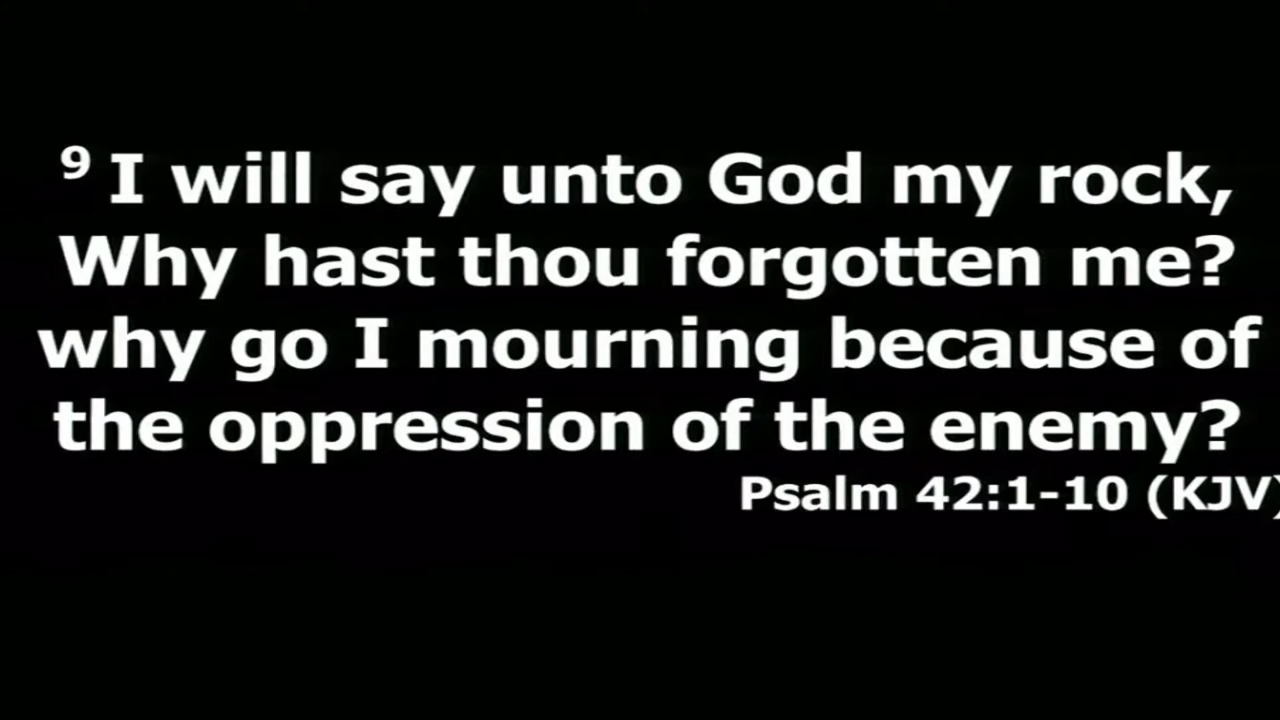 9 I will say unto God my rock,
Why hast thou forgotten me?
why go I mourning because of
the oppression of the enemy?
Psalm 42:1-10 (KJV)